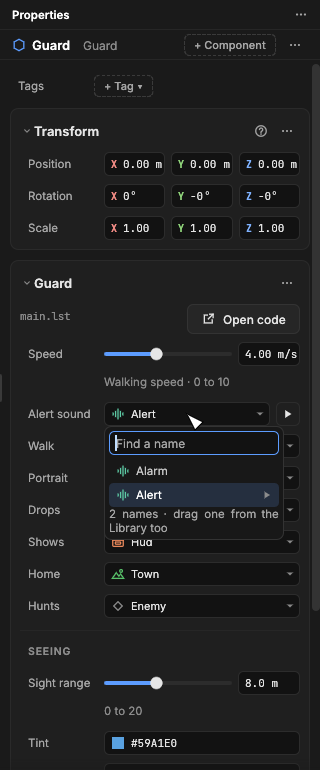 Properties
Guard Guard + Component
Tags + Tag
Transform
Position X 0.00 m Y 0.00 m Z 0.00 m
Rotation X 0° Y -0° Z -0°
Scale X 1.00 Y 1.00 Z 1.00
Guard
main.lst Open code
Speed 4.00 m/s
Walking speed · 0 to 10
Alert sound Alert
Walk Find a name
Portrait Alarm
Alert
Drops 2 names · drag one from the
Library too
Shows Hud
Home Town
Hunts Enemy
SEEING
Sight range 8.0 m
0 to 20
Tint #59A1E0